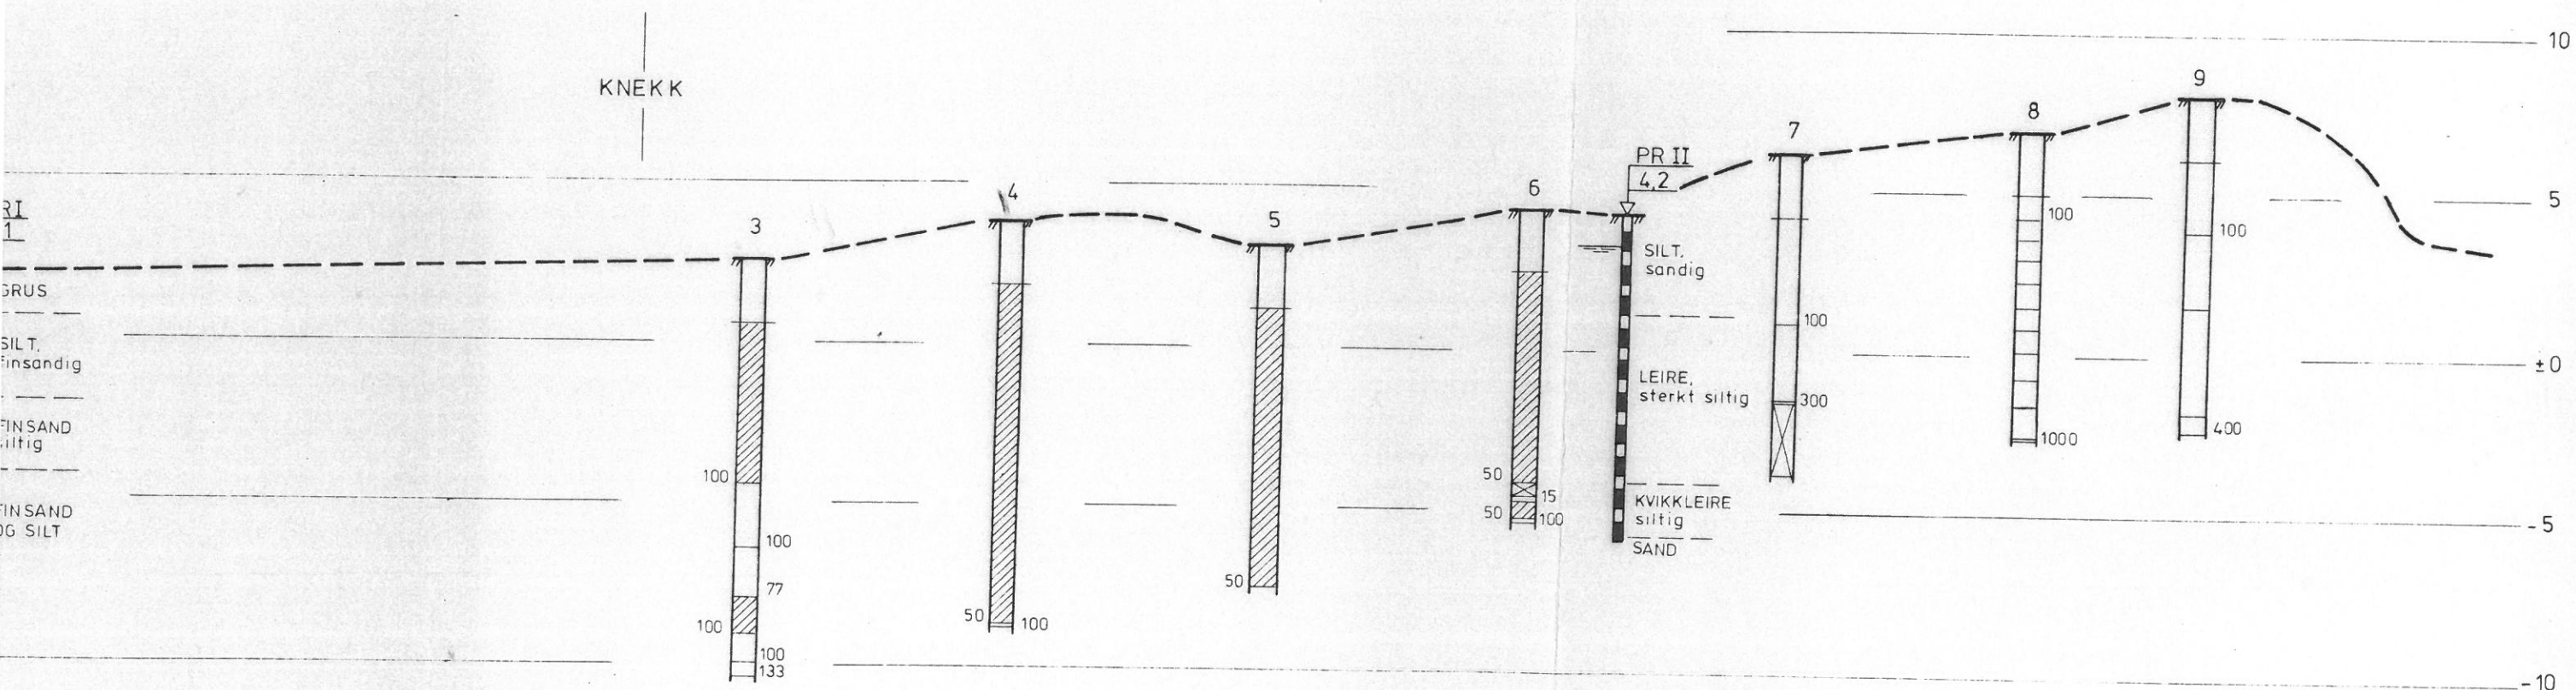 10
KNEKK
9
8
7
PR II
4,2
6
5
4
3
5
100
100
SILT,
sandig
100
300
LEIRE,
sterkt siltig
±0
1000
400
50
15
50
100
KVIKKLEIRE
siltig
SAND
-5
100
100
77
100
100
133
50
100
50
-10
RI
1
GRUS
SILT,
Finsandig
FINSAND
siltig
FINSAND
OG SILT